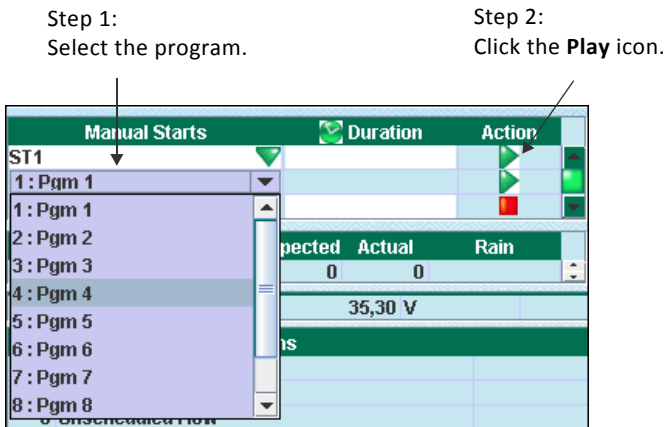 Step 1:
Select the program.
Step 2:
Click the Play icon.
Manual Starts Duration Action
ST1
1 : Pgm 1
1 : Pgm 1
2 : Pgm 2
3 : Pgm 3
4 : Pgm 4
5 : Pgm 5
6 : Pgm 6
7 : Pgm 7
8 : Pgm 8
pected Actual Rain
0 0
35,30 V
ns